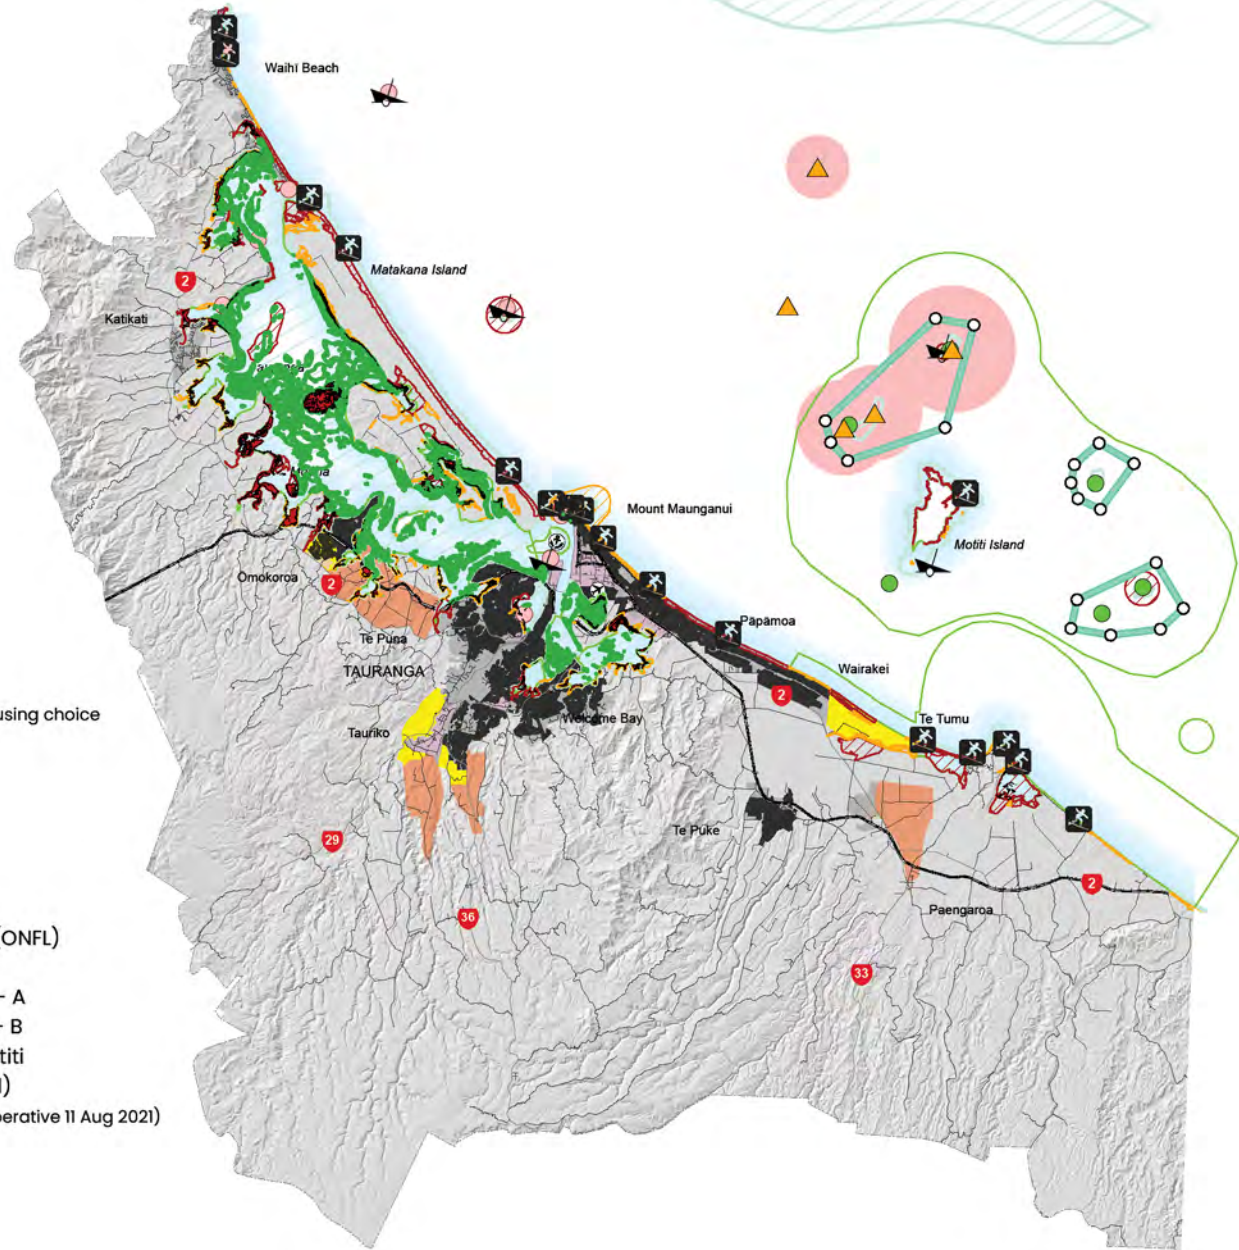 Waihī Beach
Matakana Island
2
Katikati
Mount Maunganui
Motiti Island
Omokoroa
2
Te Puna
Pāpāmoa
TAURANGA
Wairakei
2
using choice
Welcome Bay
Te Tumu
Tauriko
Te Puke
29
2
36
Paengaroa
(ONFL)
33
- A
- B
titi
)
perative 11 Aug 2021)